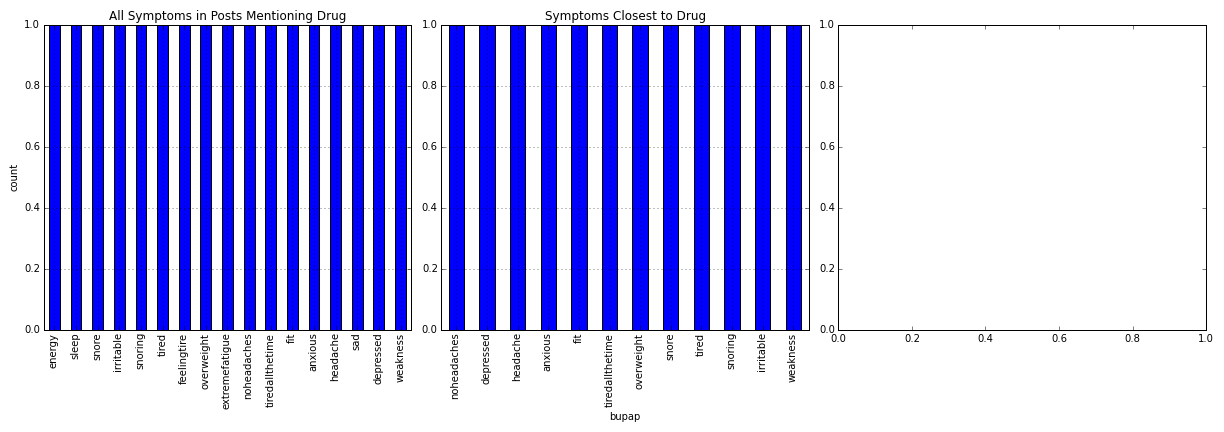 All Symptoms in Posts Mentioning Drug
Symptoms Closest to Drug
count
1.0
0.8
0.6
0.4
0.2
0.0
energy
sleep
snore
irritable
snoring
tired
feelingtire
overweight
extremefatigue
noheadaches
tiredallthetime
fit
anxious
headache
sad
depressed
weakness
1.0
0.8
0.6
0.4
0.2
0.0
noheadaches
depressed
headache
anxious
fit
tiredallthetime
overweight
snore
tired
snoring
irritable
weakness
bupap
1.0
0.8
0.6
0.4
0.2
0.0
0.0 0.2 0.4 0.6 0.8 1.0